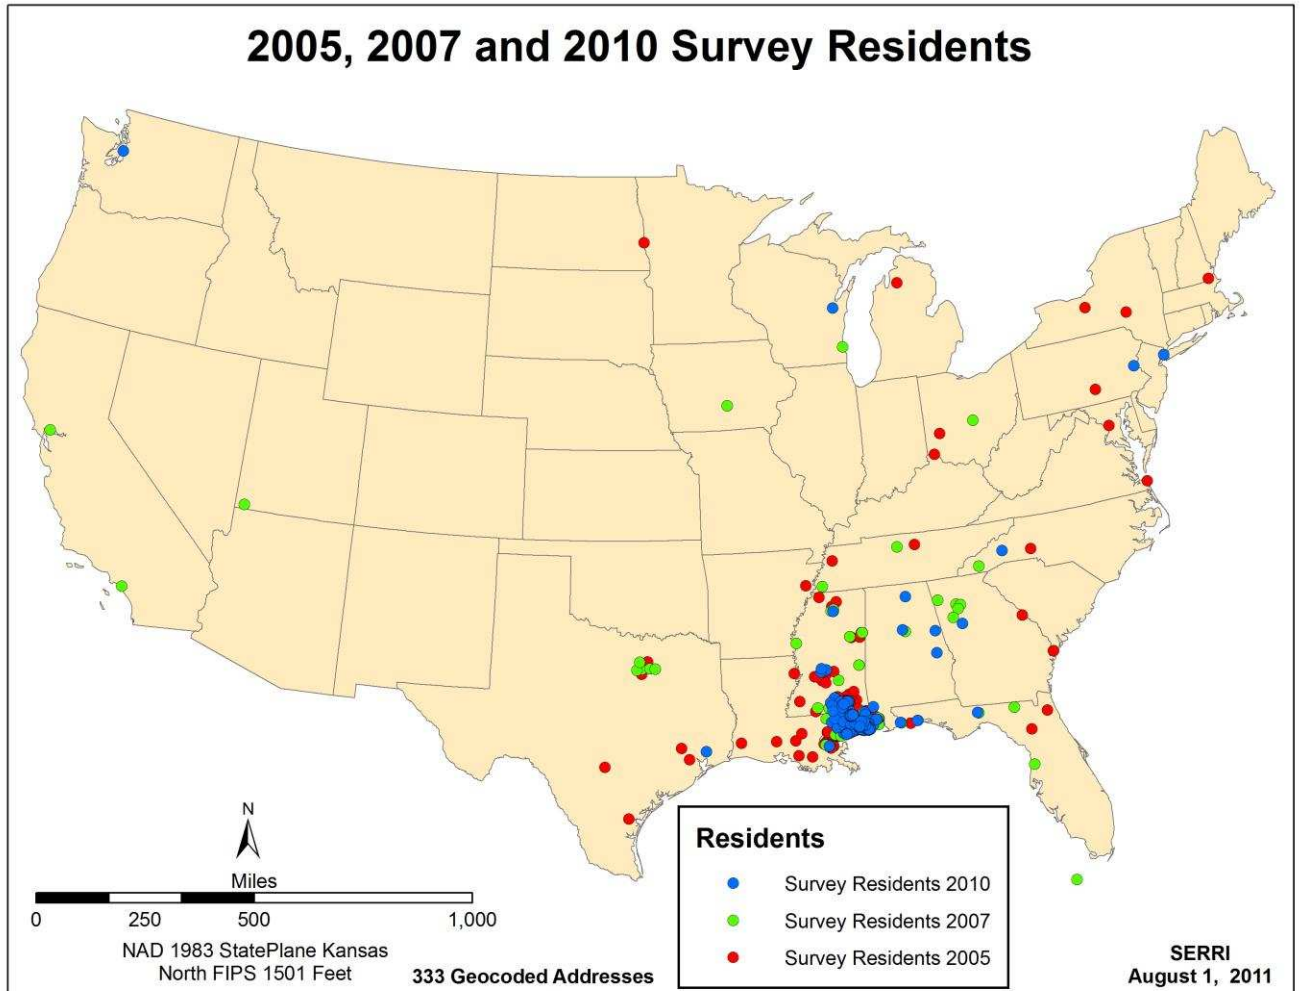 2005, 2007 and 2010 Survey Residents
N
Miles
0 250 500 1,000
NAD 1983 StatePlane Kansas
North FIPS 1501 Feet
333 Geocoded Addresses
Residents
Survey Residents 2010
Survey Residents 2007
Survey Residents 2005
SERRI
August 1, 2011